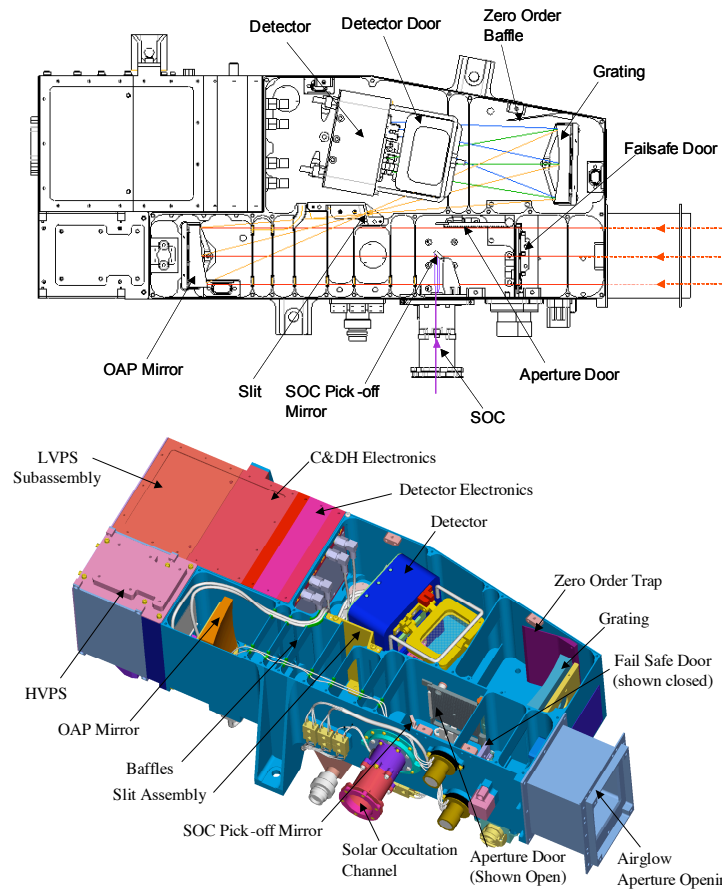 Detector
Detector Door
Zero Order
Baffle
Grating
Failsafe Door
OAP Mirror
Slit
SOC Pick-off
Mirror
SOC
Aperture Door
LVPS
Subassembly
C&DH Electronics
Detector Electronics
Detector
Zero Order Trap
Grating
Fail Safe Door
(shown closed)
HVPS
OAP Mirror
Baffles
Slit Assembly
SOC Pick-off Mirror
Solar Occultation
Channel
Aperture Door
(Shown Open)
Airglow
Aperture Openin